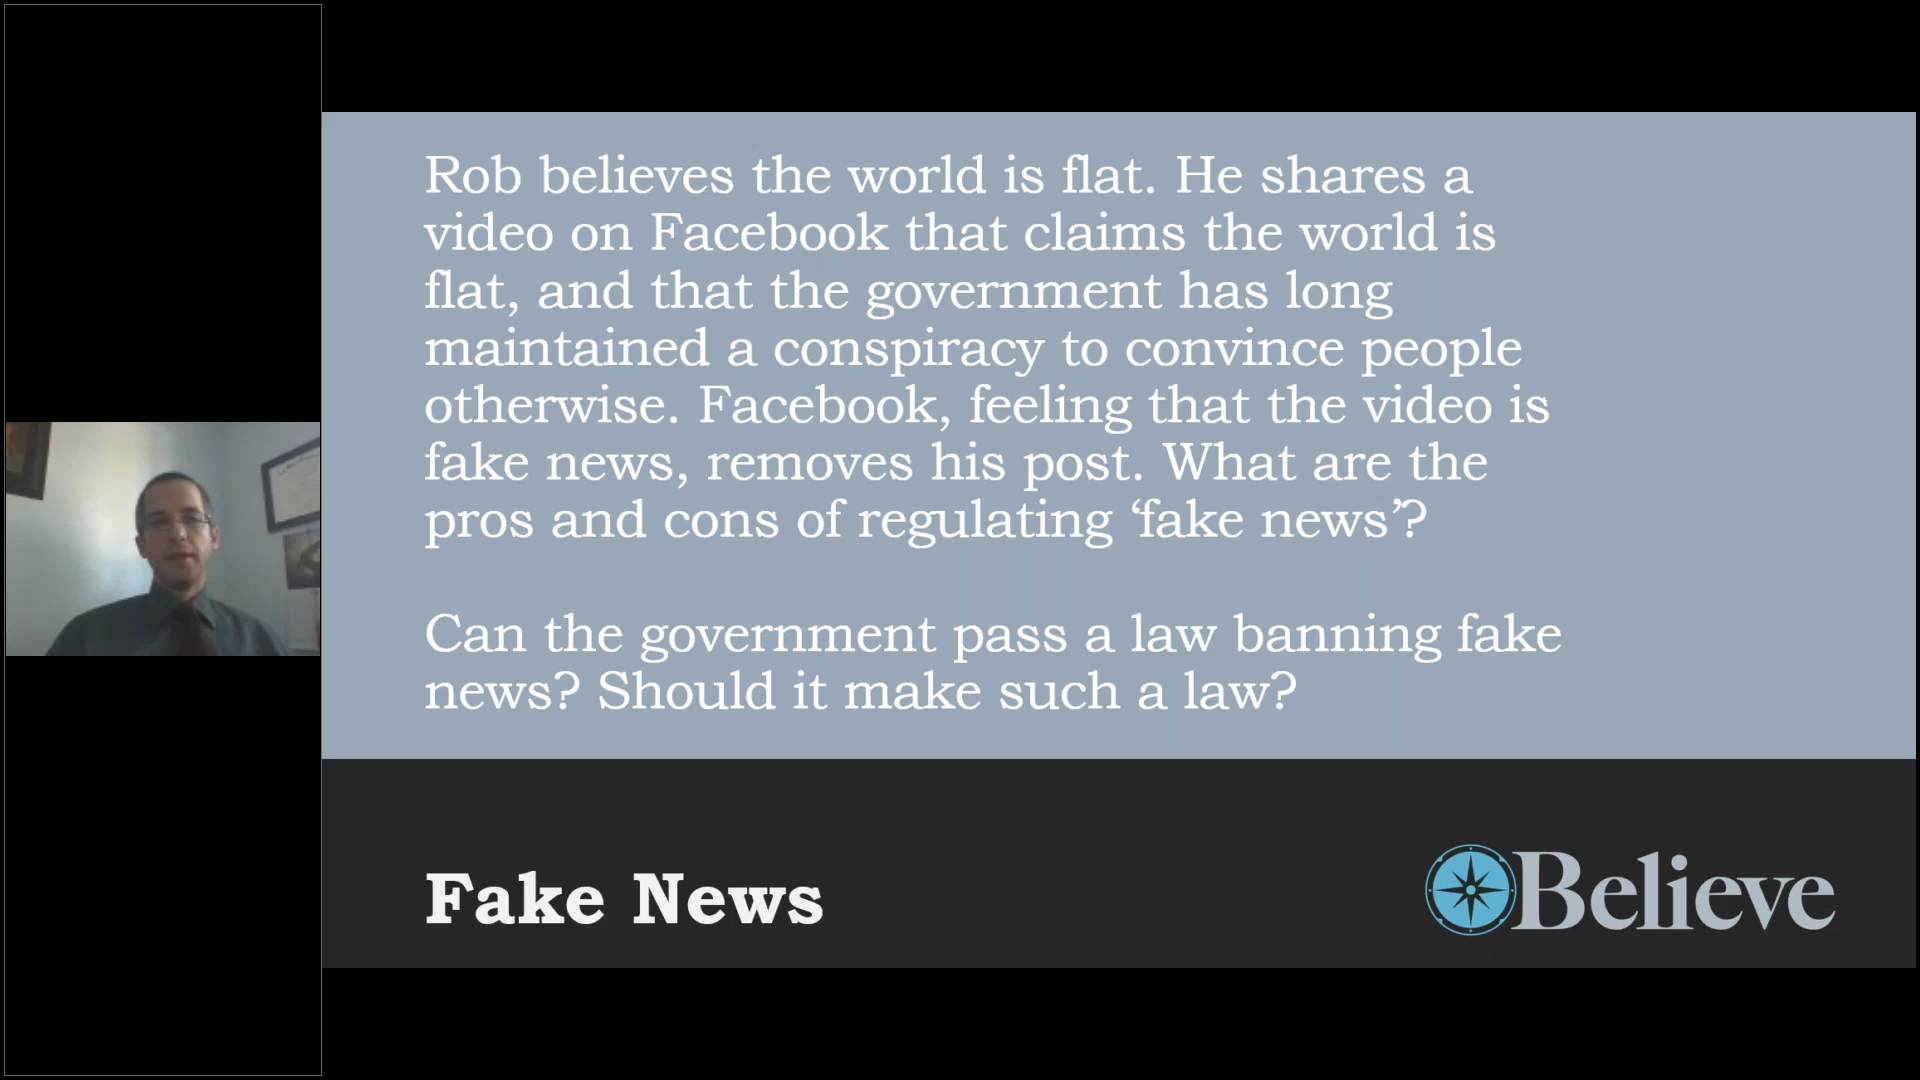 Rob believes the world is flat. He shares a
video on Facebook that claims the world is
flat, and that the government has long
maintained a conspiracy to convince people
otherwise. Facebook, feeling that the video is
fake news, removes his post. What are the
pros and cons of regulating ‘fake news’?
Can the government pass a law banning fake
news? Should it make such a law?
Fake News
Believe